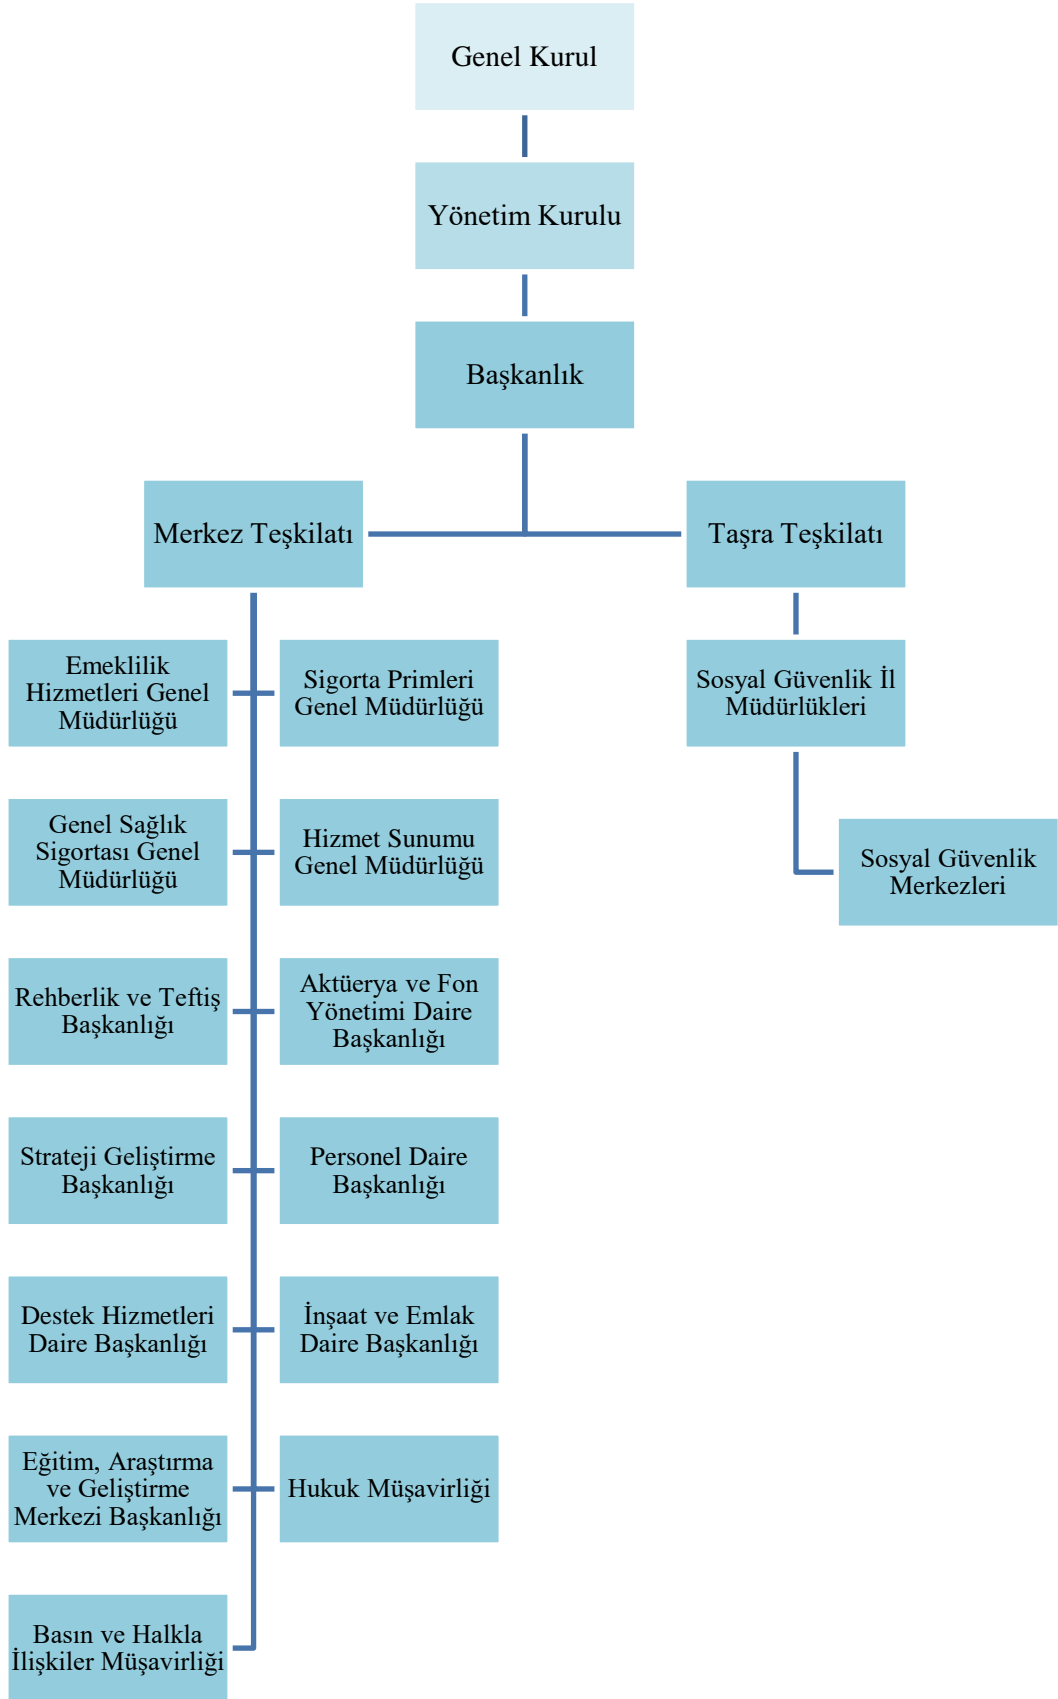 Genel Kurul
Yönetim Kurulu
Başkanlık
Merkez Teşkilatı
Taşra Teşkilatı
Emeklilik
Hizmetleri Genel
Müdürlüğü
Sigorta Primleri
Genel Müdürlüğü
Sosyal Güvenlik İl
Müdürlükleri
Genel Sağlık
Sigortası Genel
Müdürlüğü
Hizmet Sunumu
Genel Müdürlüğü
Sosyal Güvenlik
Merkezleri
Rehberlik ve Teftiş
Başkanlığı
Aktüerya ve Fon
Yönetimi Daire
Başkanlığı
Strateji Geliştirme
Başkanlığı
Personel Daire
Başkanlığı
Destek Hizmetleri
Daire Başkanlığı
İnşaat ve Emlak
Daire Başkanlığı
Eğitim, Araştırma
ve Geliştirme
Merkezi Başkanlığı
Hukuk Müşavirliği
Basın ve Halkla
İlişkiler Müşavirliği